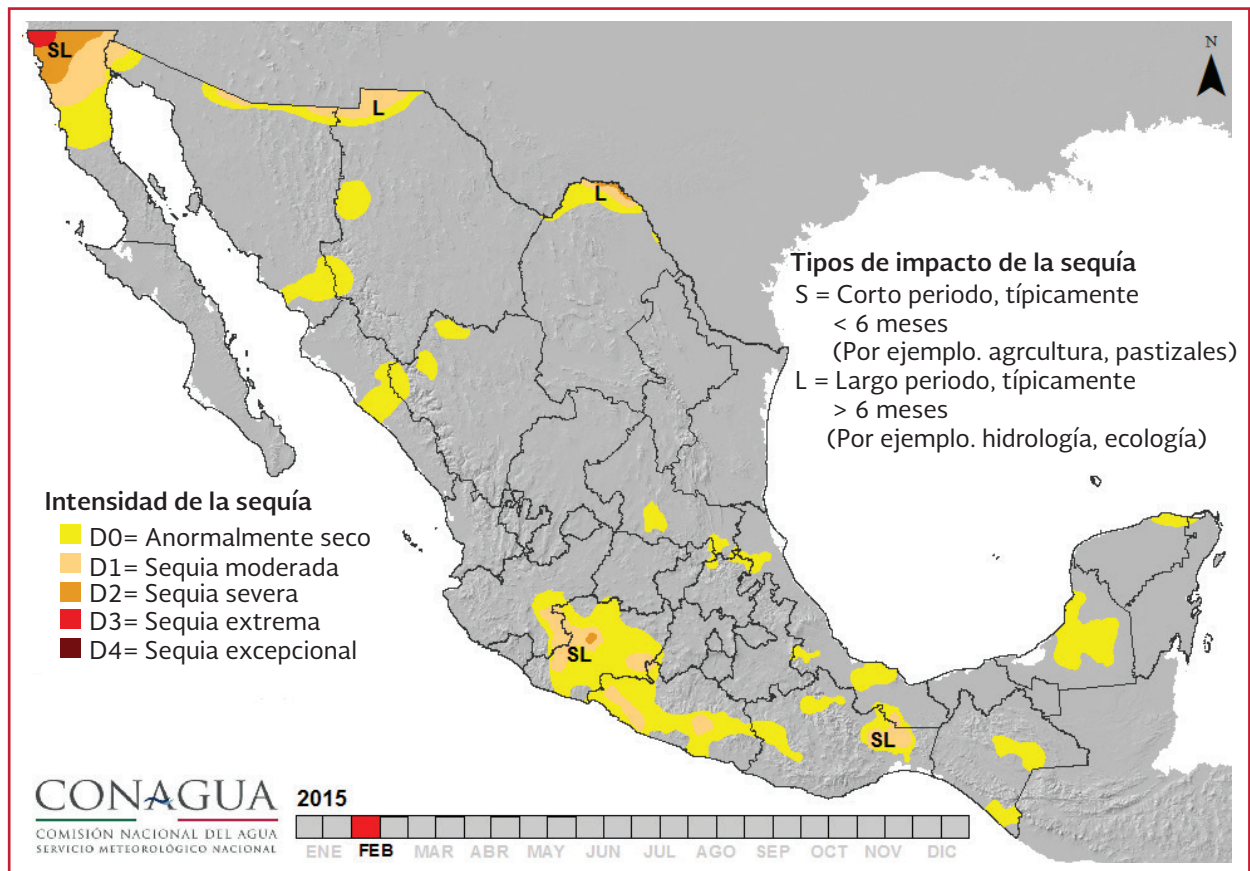 SL
N
L
L
Tipos de impacto de la sequía
S = Corto periodo, típicamente
< 6 meses
(Por ejemplo. agrcultura, pastizales)
L = Largo periodo, típicamente
> 6 meses
(Por ejemplo. hidrología, ecología)
Intensidad de la sequía
D0= Anormalmente seco
D1= Sequia moderada
D2= Sequia severa
D3= Sequia extrema
D4= Sequia excepcional
SL
SL
CONAGUA
COMISIÓN NACIONAL DEL AGUA
SERVICIO METEOROLÓGICO NACIONAL
2015
ENE FEB MAR ABR MAY JUN JUL AGO SEP OCT NOV DIC